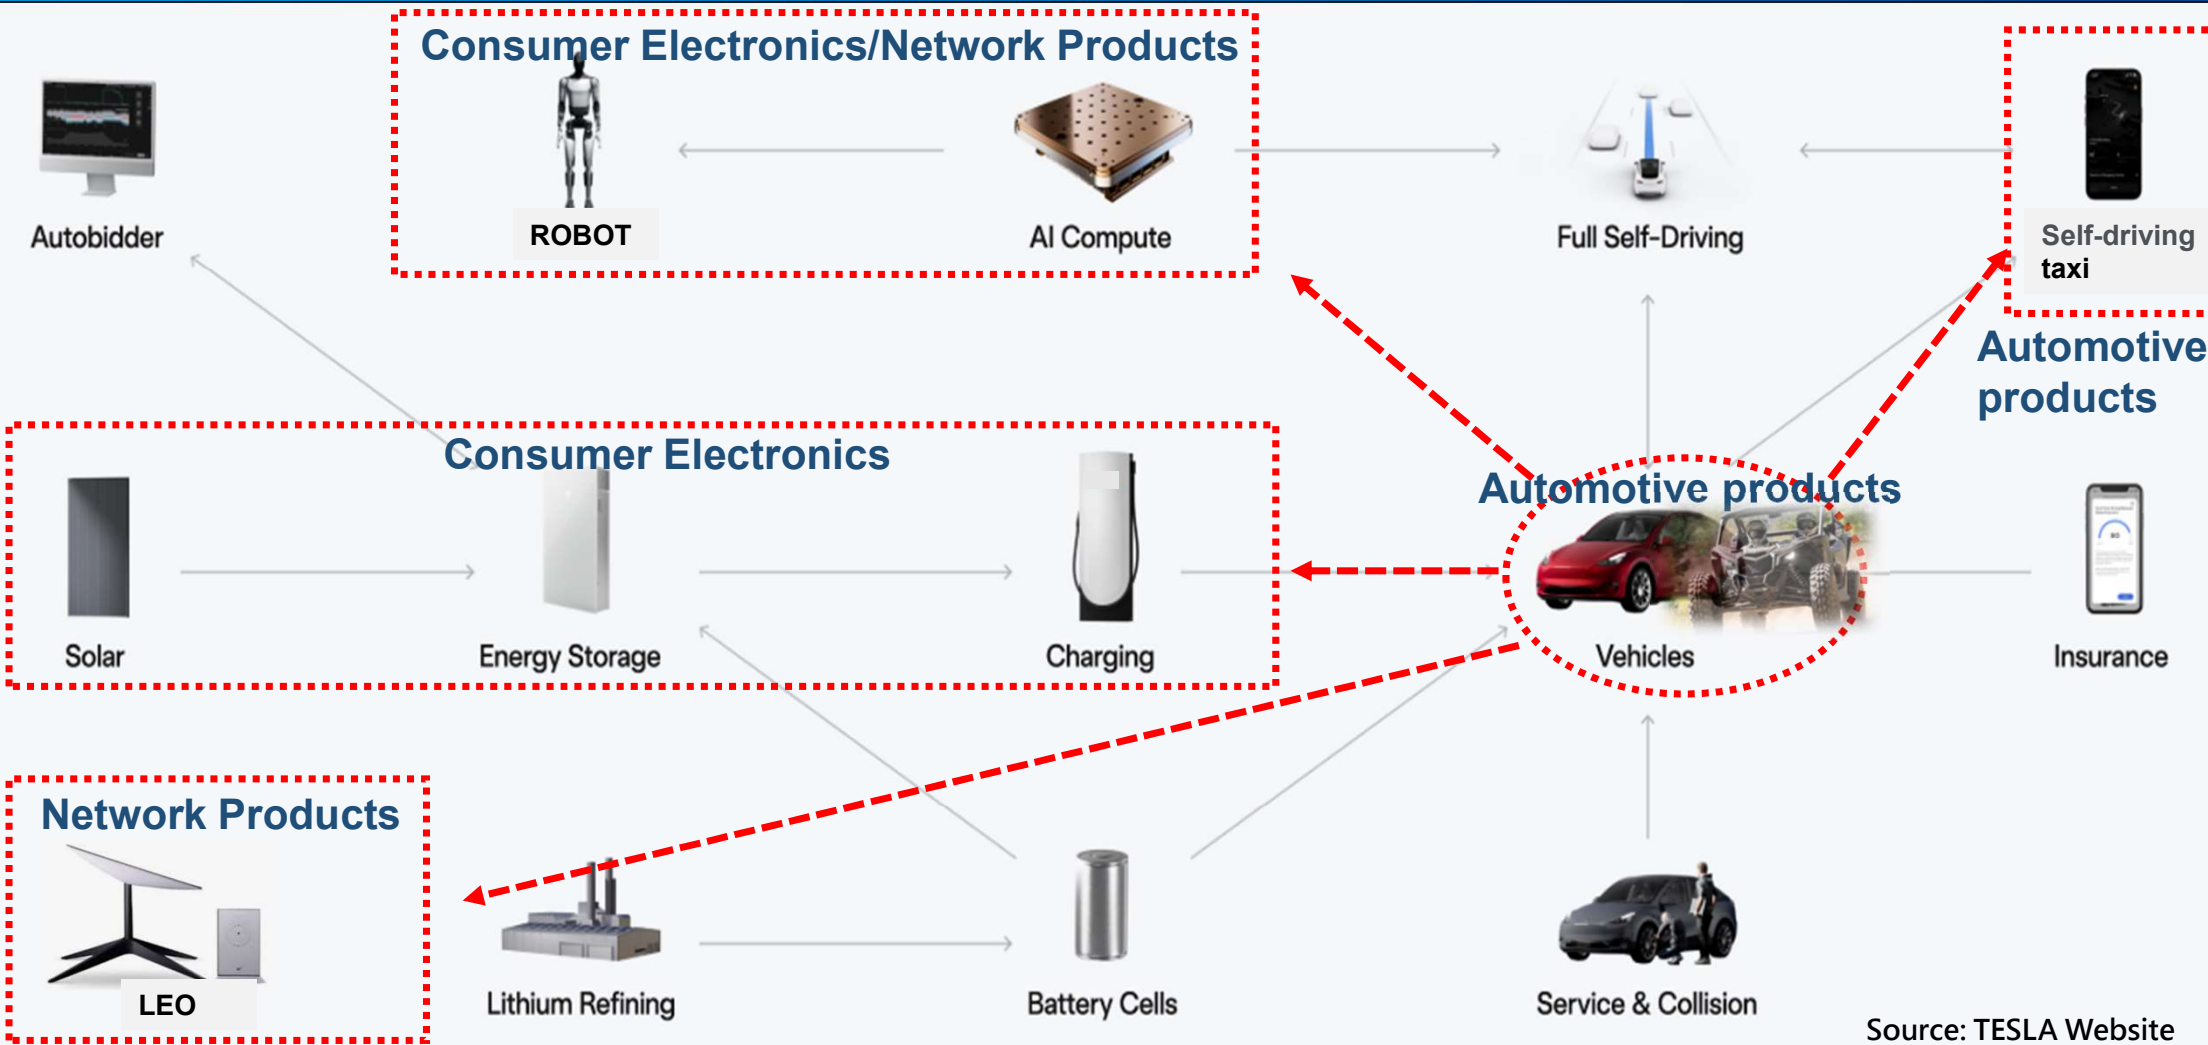 Consumer Electronics/Network Products
Autobidder
ROBOT
AI Compute
Full Self-Driving
Self-driving
taxi
Automotive
products
Consumer Electronics
Automotive products
Solar
Energy Storage
Charging
Vehicles
Insurance
Network Products
LEO
Lithium Refining
Battery Cells
Service & Collision
Source: TESLA Website